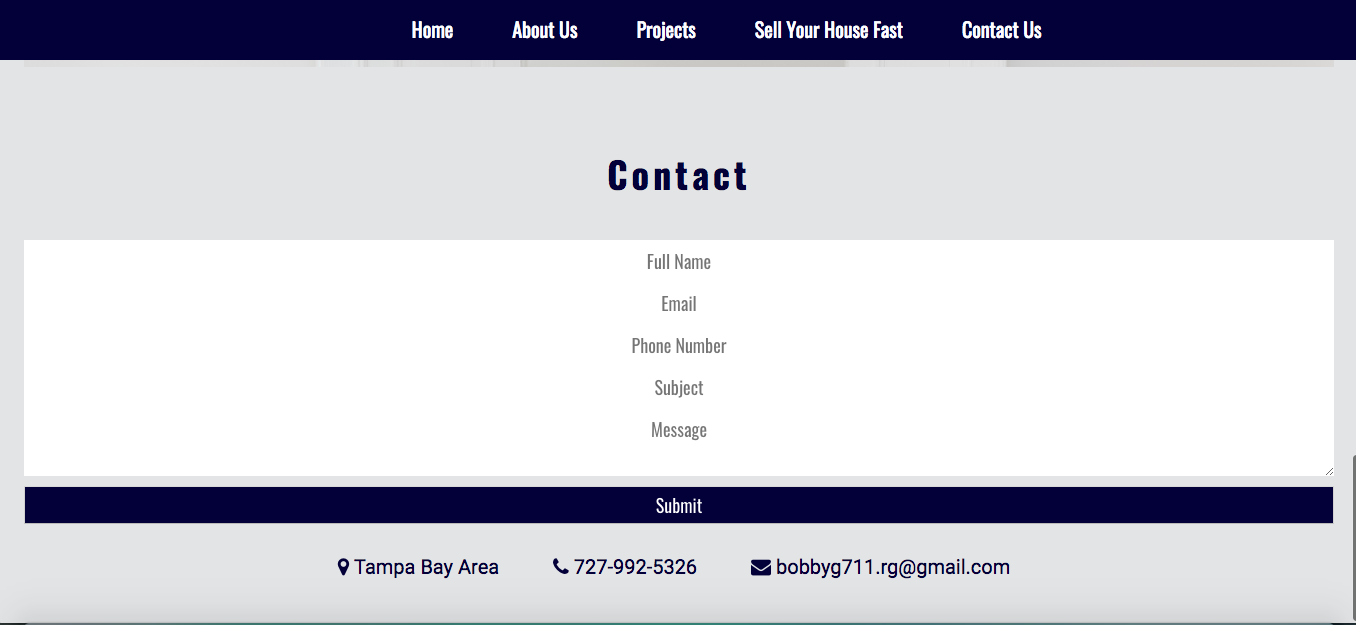 Home About Us Projects Sell Your House Fast Contact Us
Contact
Full Name
Email
Phone Number
Subject
Message
Submit
Tampa Bay Area 727-992-5326 bobbyg711.rg@gmail.com